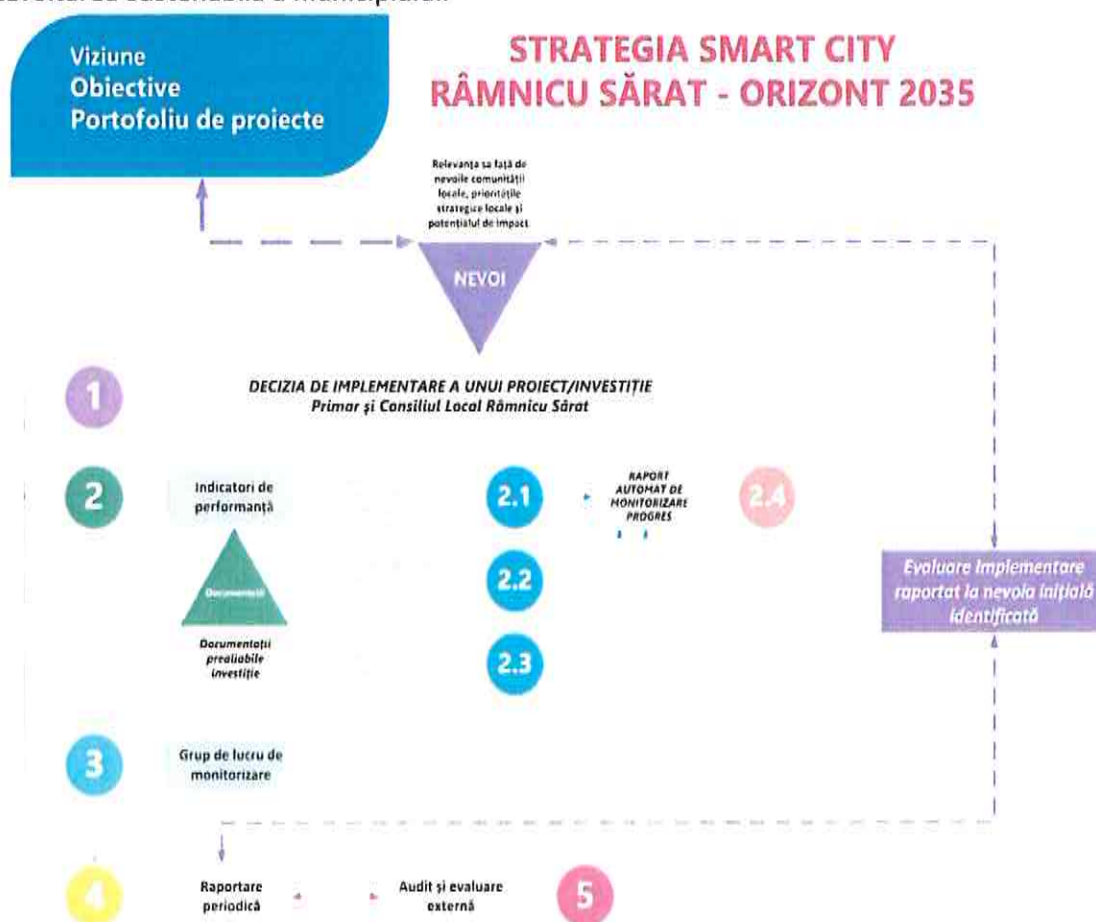 Viziune
Obiective
Portofoliu de proiecte
STRATEGIA SMART CITY
RÂMNICU SĂRAT - ORIZONT 2035
Relevanța sa față de
nevoile comunității
locale, prioritățile
strategice locale și
potențialul de impact
NEVOI
1
DECIZIA DE IMPLEMENTARE A UNUI PROIECT/INVESTIȚIE
Primar și Consiliul Local Râmnicu Sărat
2
Indicatori de
performanță
2.1
RAPORT
AUTOMAT DE
MONITORIZARE
PROGRES
2.4
Documentații
2.2
Documentații
prealiabile
investiție
2.3
Evaluare Implementare
raportat la nevoia inițială
identificată
3
Grup de lucru de
monitorizare
4
Raportare
periodică
Audit și evaluare
externă
5